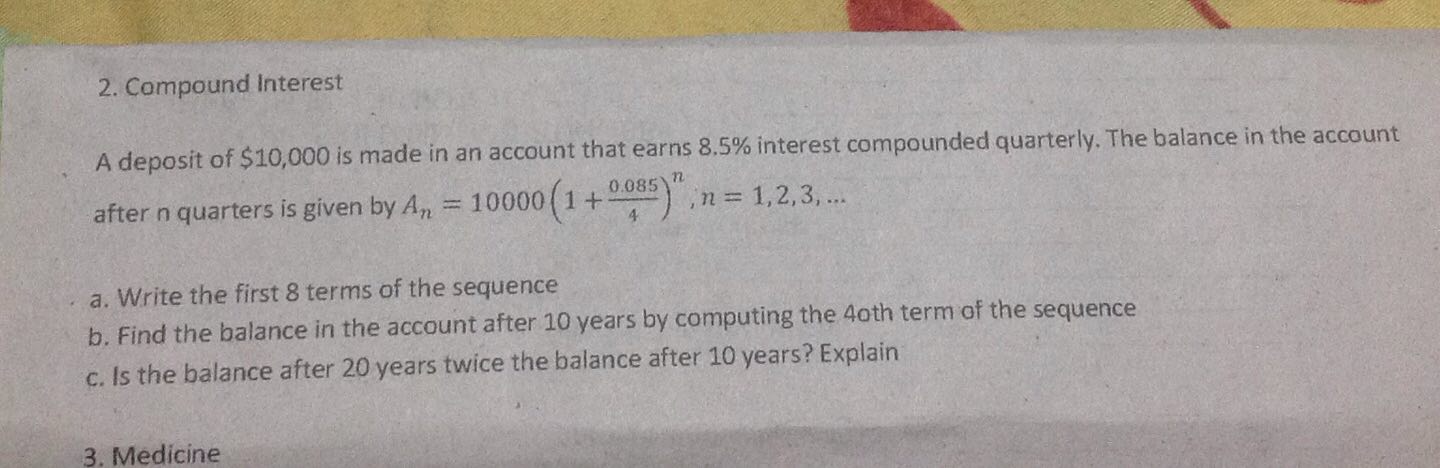 2. Compound Interest
A deposit of $10,000 is made in an account that earns 8.5% interest compounded quarterly. The balance in the account
after n quarters is given by Aₙ = 10000(1 + 0.085/4)ⁿ, n = 1,2,3, ...
a. Write the first 8 terms of the sequence
b. Find the balance in the account after 10 years by computing the 4oth term of the sequence
c. Is the balance after 20 years twice the balance after 10 years? Explain
3. Medicine